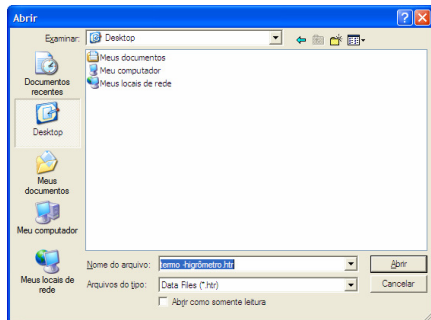 Abrir
Examinar: Desktop
Documentos recentes
Desktop
Meus documentos
Meu computador
Meus locais de rede
Meus documentos
Meu computador
Meus locais de rede
Nome do arquivo: termo -higrômetro.htr Abrir
Arquivos do tipo: Data Files (*.htr) Cancelar
Abrir como somente leitura